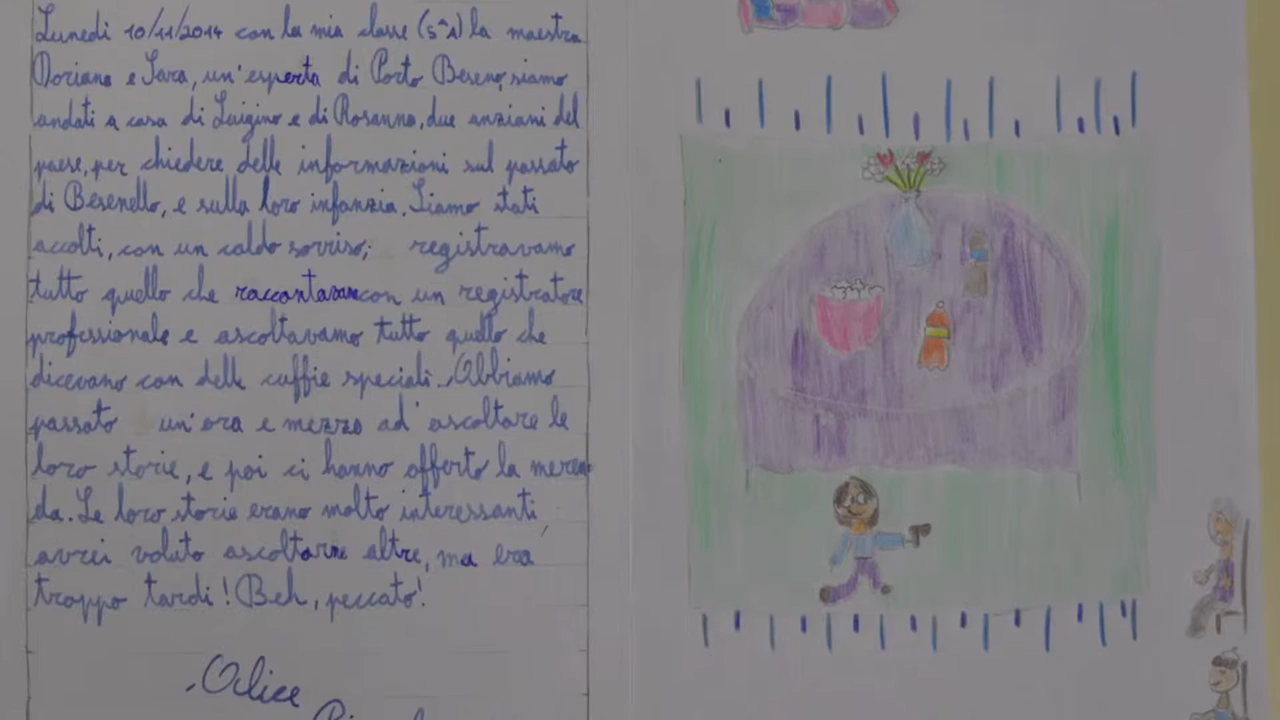 Lunedì 10/11/2014 con la mia classe (5^A) la maestra
Doriana e Sara, un'esperta di Porto Beseno, siamo
andati a casa di Luigino e di Rosanna, due anziani del
paese, per chiedere delle informazioni sul passato
di Besenello, e sulla loro infanzia. Siamo stati
accolti, con un caldo sorriso; registravamo
tutto quello che raccontavan con un registratore
professionale e ascoltavamo tutto quello che
dicevano con delle cuffie speciali. Abbiamo
passato un'ora e mezzo ad'ascoltare le
loro storie, e poi ci hanno offerto la meren-
da. Le loro storie erano molto interessanti,
avrei voluto ascoltarne altre, ma era
troppo tardi! Beh, peccato!
Alice